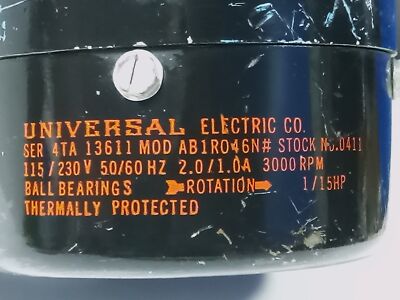 UNIVERSAL ELECTRIC CO.
SER 4TA 13611 MOD AB1R046N# STOCK NO.0411
115/230V 50/60 HZ 2.0/1.0A 3000 RPM
BALL BEARINGS ROTATION 1/15HP
THERMALLY PROTECTED